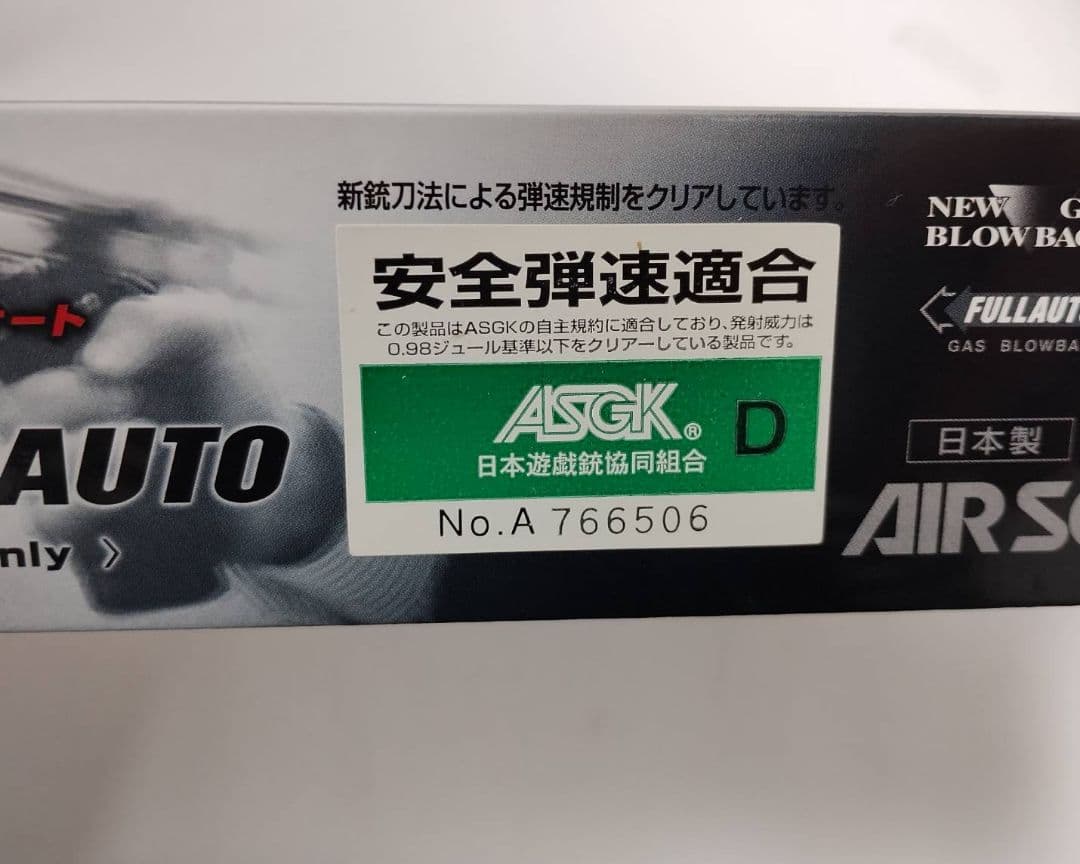 新銃刀法による弾速規制をクリアしています。
安全弾速適合
この製品はASGKの自主規約に適合しており、発射威力は
0.98ジュール基準以下をクリアーしている製品です。
ASGK® D
日本遊戯銃協同組合
No.A 766506
ート
AUTO
nly 〉
NEW G
BLOW BAC
FULLAUTO
GAS BLOWBA
日本製
AIR SO